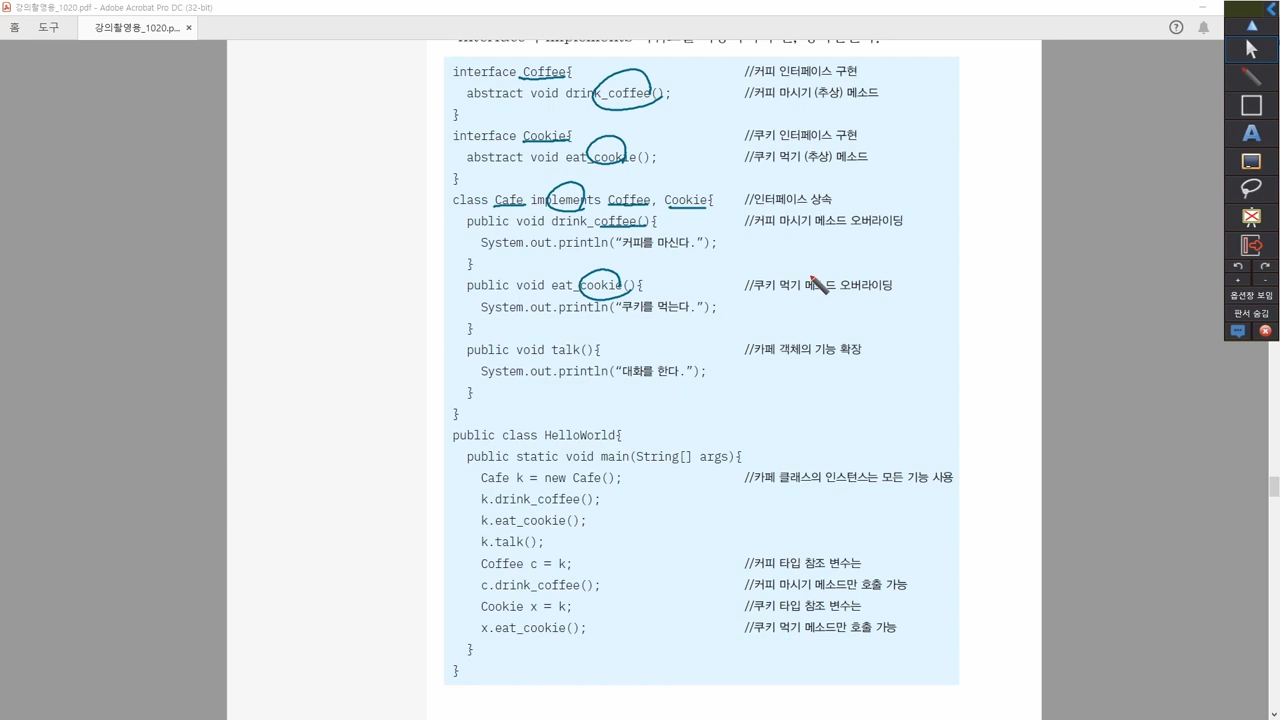 강의촬영용_1020.pdf - Adobe Acrobat Pro DC (32-bit)
홈 도구 강의촬영용_1020.p... ×
interface Coffee{ //커피 인터페이스 구현
abstract void drink_coffee(); //커피 마시기 (추상) 메소드
}
interface Cookie{ //쿠키 인터페이스 구현
abstract void eat_cookie(); //쿠키 먹기 (추상) 메소드
}
class Cafe implements Coffee, Cookie{ //인터페이스 상속
public void drink_coffee(){ //커피 마시기 메소드 오버라이딩
System.out.println(“커피를 마신다.”);
}
public void eat_cookie(){ //쿠키 먹기 메소드 오버라이딩
System.out.println(“쿠키를 먹는다.”);
}
public void talk(){ //카페 객체의 기능 확장
System.out.println(“대화를 한다.”);
}
}
public class HelloWorld{
public static void main(String[] args){
Cafe k = new Cafe(); //카페 클래스의 인스턴스는 모든 기능 사용
k.drink_coffee();
k.eat_cookie();
k.talk();
Coffee c = k; //커피 타입 참조 변수는
c.drink_coffee(); //커피 마시기 메소드만 호출 가능
Cookie x = k; //쿠키 타입 참조 변수는
x.eat_cookie(); //쿠키 먹기 메소드만 호출 가능
}
}
A
+ -
옵션장 보임
판서 숨김